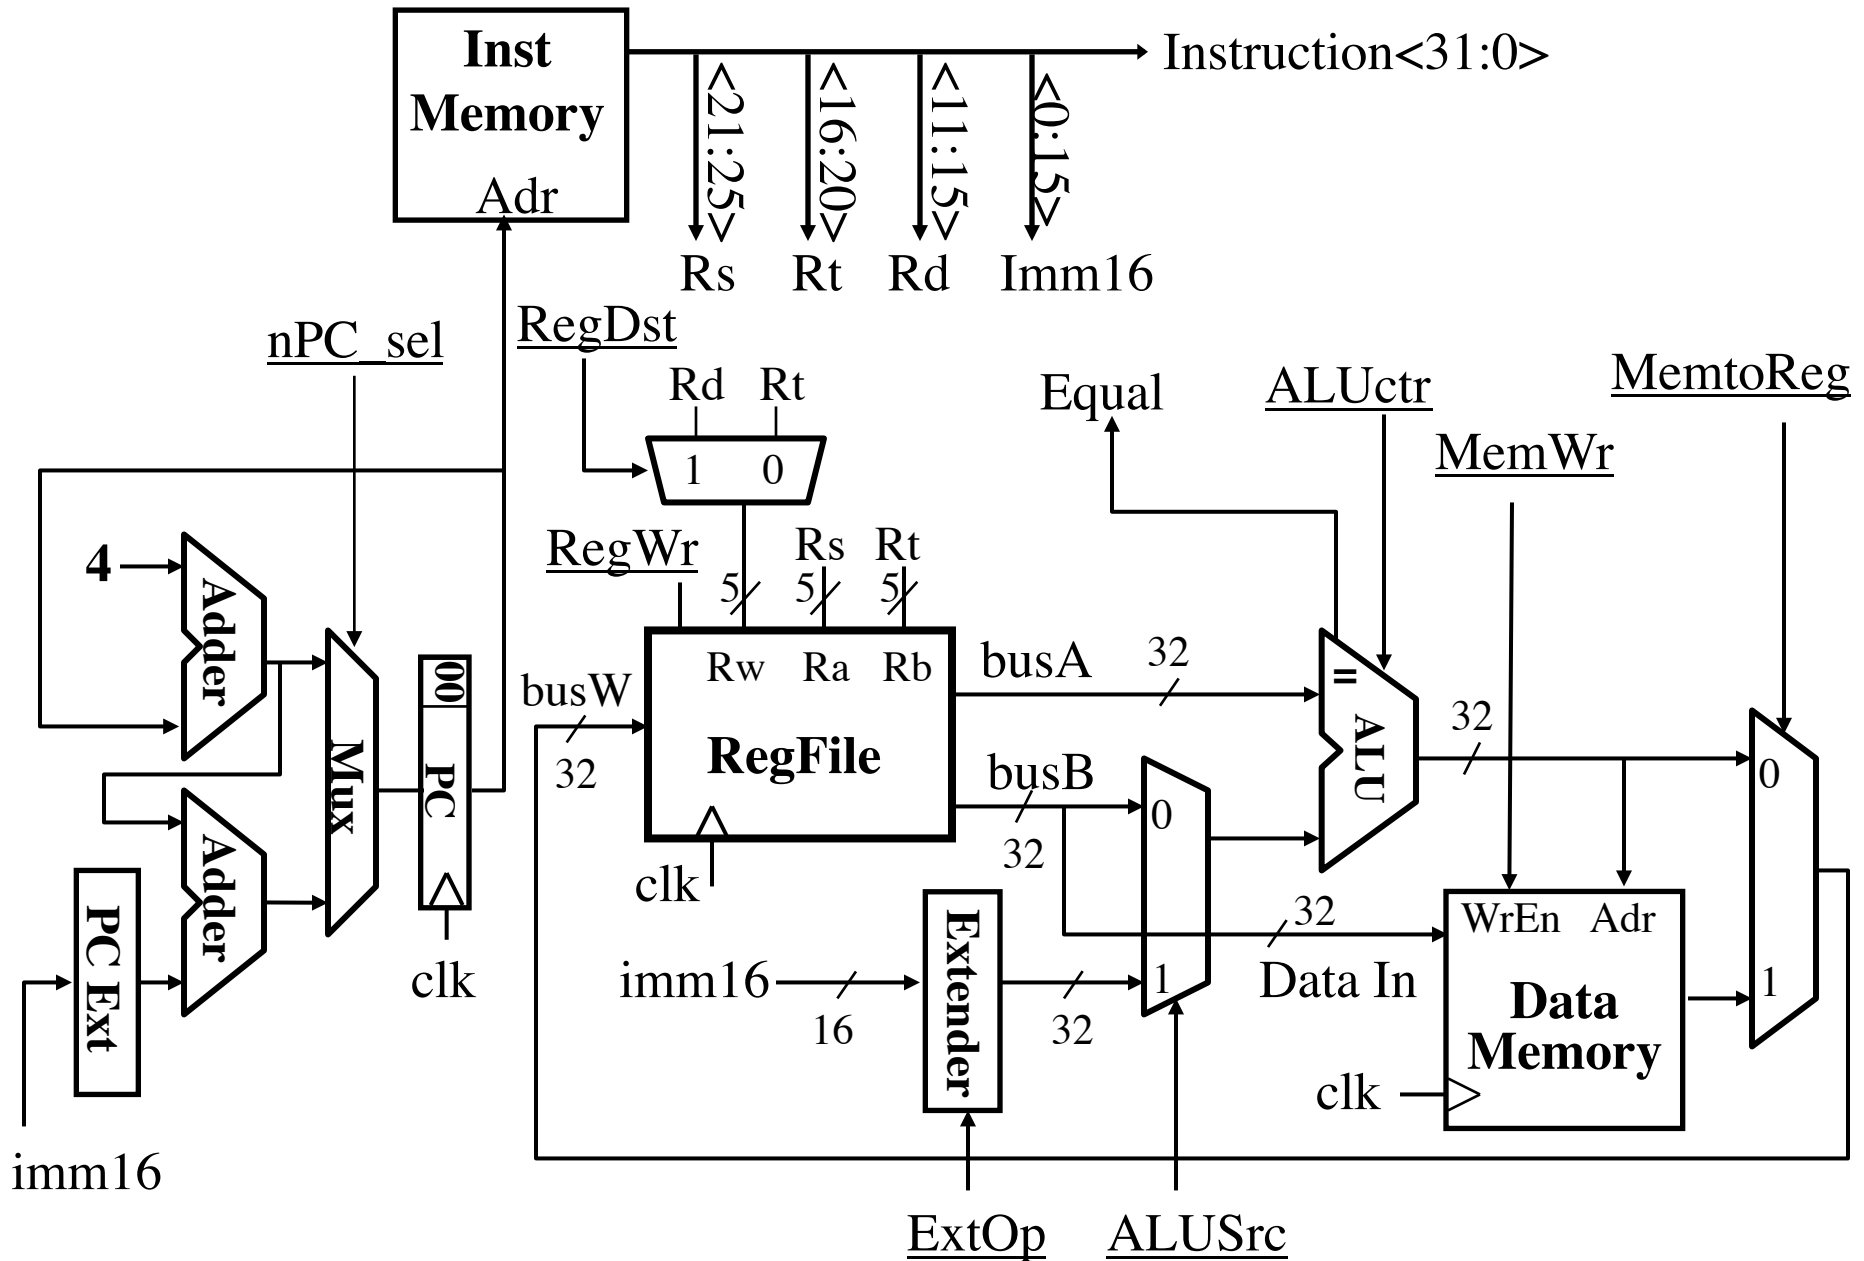 Inst
Memory
Adr
Instruction<31:0>
<21:25>
<16:20>
<11:15>
<0:15>
Rs
Rt
Rd
Imm16
nPC_sel
RegDst
Rd
Rt
1
0
Equal
ALUctr
MemtoReg
MemWr
4
Adder
RegWr
5
Rs
5
Rt
5
Rw
Ra
Rb
busW
32
RegFile
clk
busA
32
busB
32
=
ALU
32
0
1
Mux
00
PC
clk
Adder
PC Ext
imm16
imm16
16
Extender
32
0
1
32
Data In
WrEn
Adr
Data
Memory
clk
ExtOp
ALUSrc